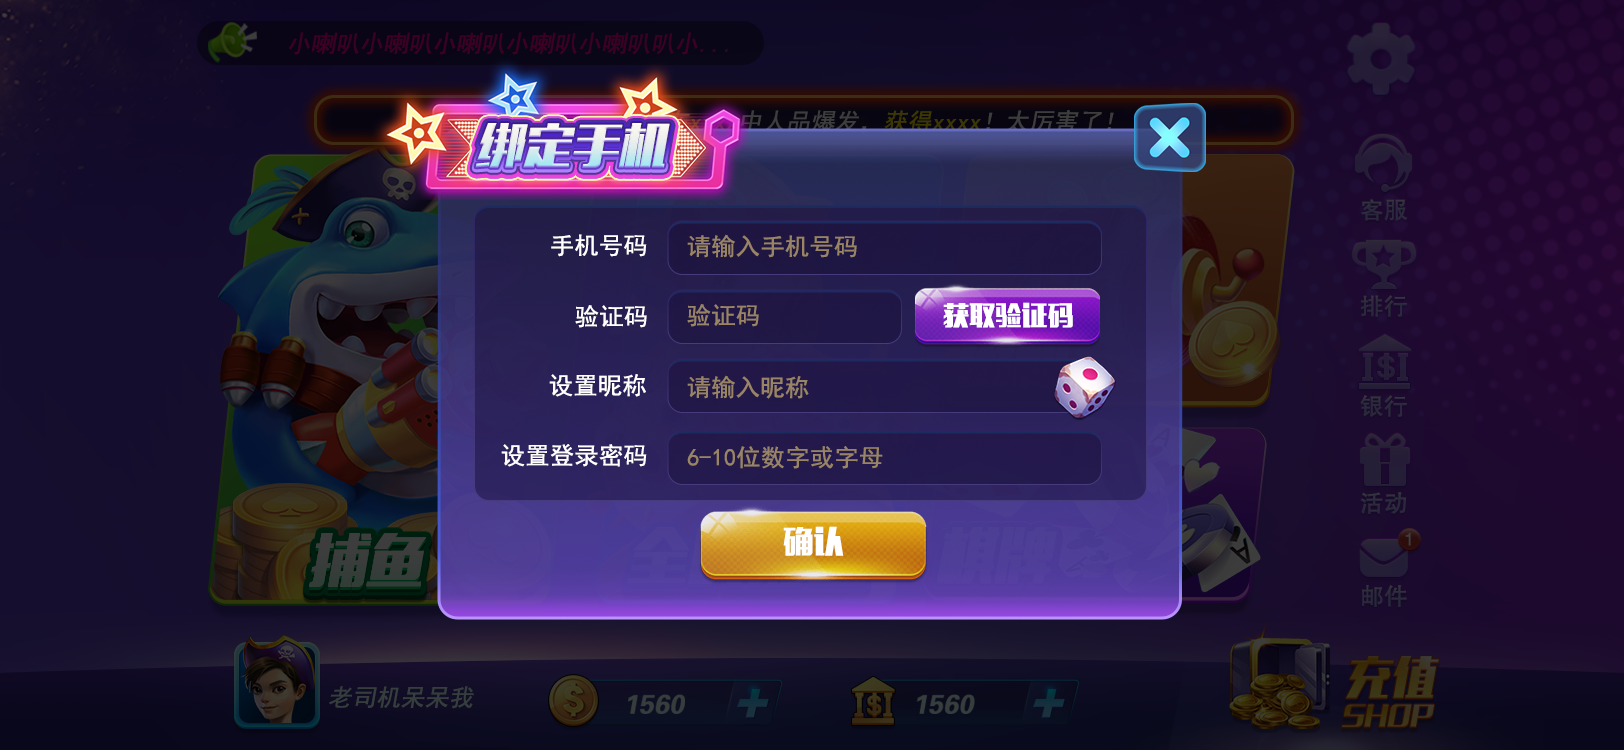 小喇叭小喇叭小喇叭小喇叭小喇叭叭小...
中人品爆发，获得xxxx！太厉害了！
绑定手机
手机号码 请输入手机号码
验证码 验证码 获取验证码
设置昵称 请输入昵称
设置登录密码 6-10位数字或字母
确认
捕鱼
棋牌
客服
排行
银行
活动
1
邮件
老司机呆呆我
1560
1560
充值
SHOP